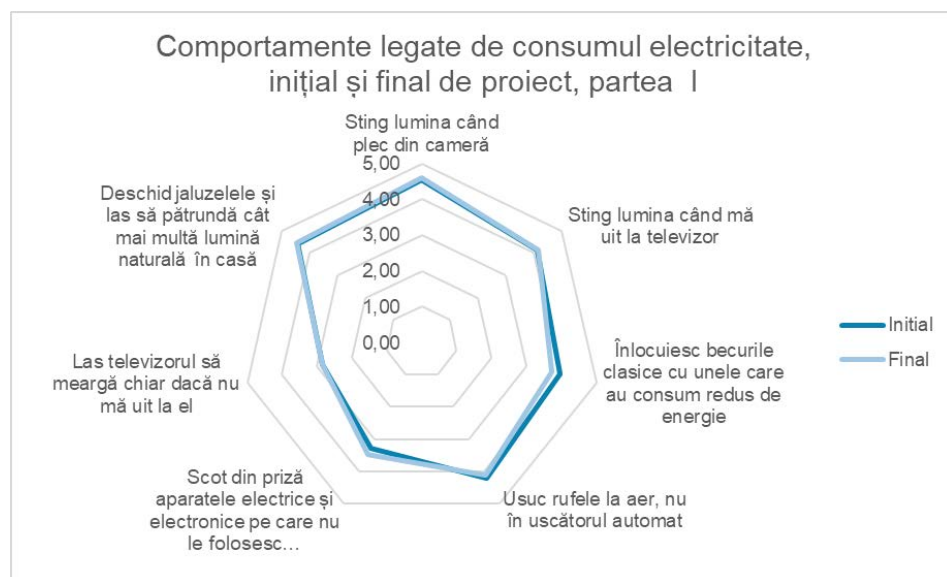 Comportamente legate de consumul electricitate,
inițial și final de proiect, partea I
Sting lumina când
plec din cameră
5,00
4,00
3,00
2,00
1,00
0,00
Sting lumina când mă
uit la televizor
Înlocuiesc becurile
clasice cu unele care
au consum redus de
energie
Usuc rufele la aer, nu
în uscătorul automat
Scot din priză
aparatele electrice și
electronice pe care nu
le folosesc...
Las televizorul să
meargă chiar dacă nu
mă uit la el
Deschid jaluzelele și
las să pătrundă cât
mai multă lumină
naturală în casă
Initial
Final